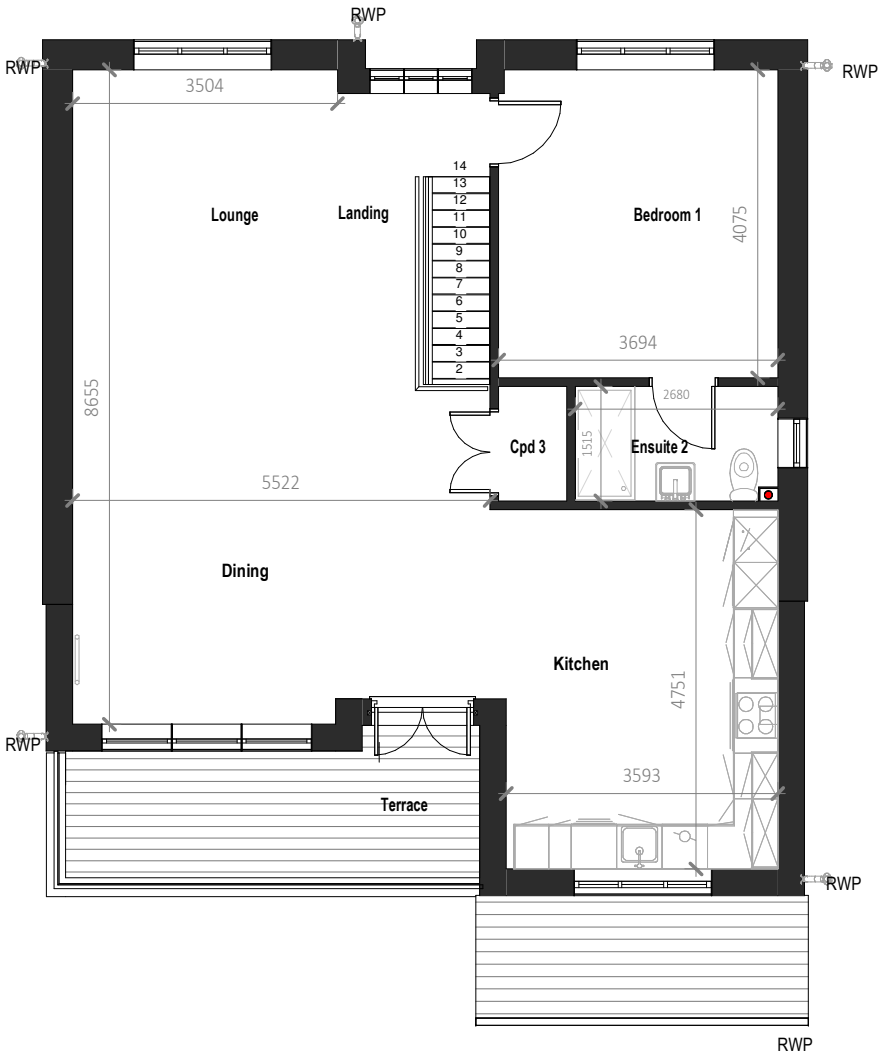 RWP
RWP
RWP
3504
14
13
12
11
10
9
8
7
6
5
4
3
2
Lounge
Landing
Bedroom 1
4075
3694
8655
2680
1515
Cpd 3
Ensuite 2
5522
Dining
Kitchen
4751
RWP
3593
Terrace
RWP
RWP